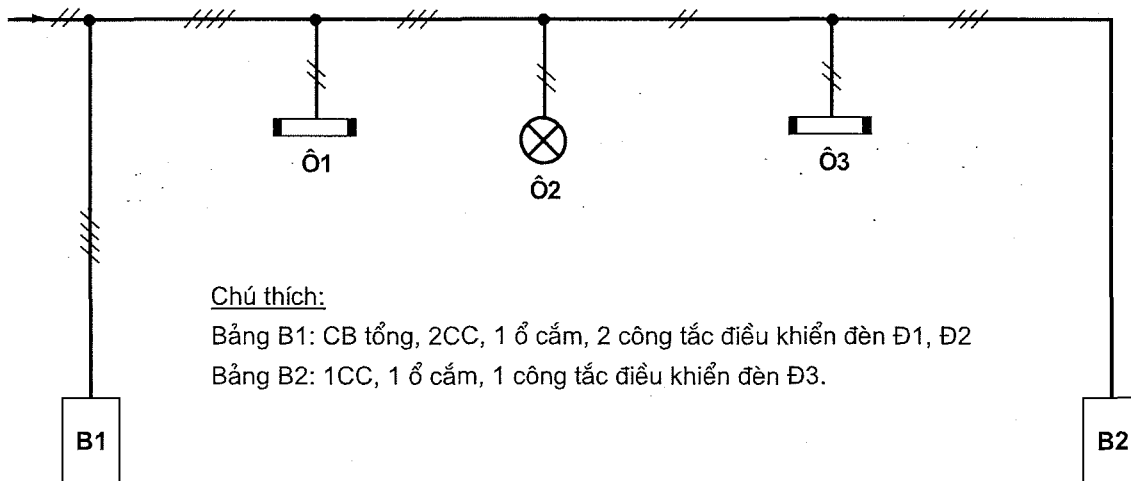 Ô1
Ô2
Ô3
Chú thích:
Bảng B1: CB tổng, 2CC, 1 ổ cắm, 2 công tắc điều khiển đèn Đ1, Đ2
Bảng B2: 1CC, 1 ổ cắm, 1 công tắc điều khiển đèn Đ3.
B1
B2